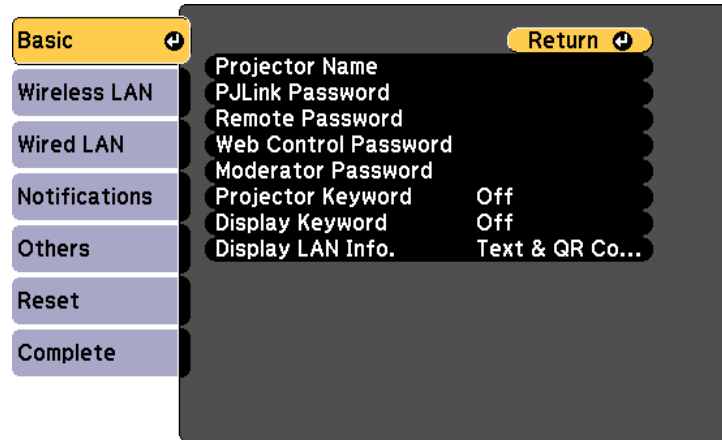 Basic
Wireless LAN
Wired LAN
Notifications
Others
Reset
Complete
Return
Projector Name
PJLink Password
Remote Password
Web Control Password
Moderator Password
Projector Keyword Off
Display Keyword Off
Display LAN Info. Text & QR Co...